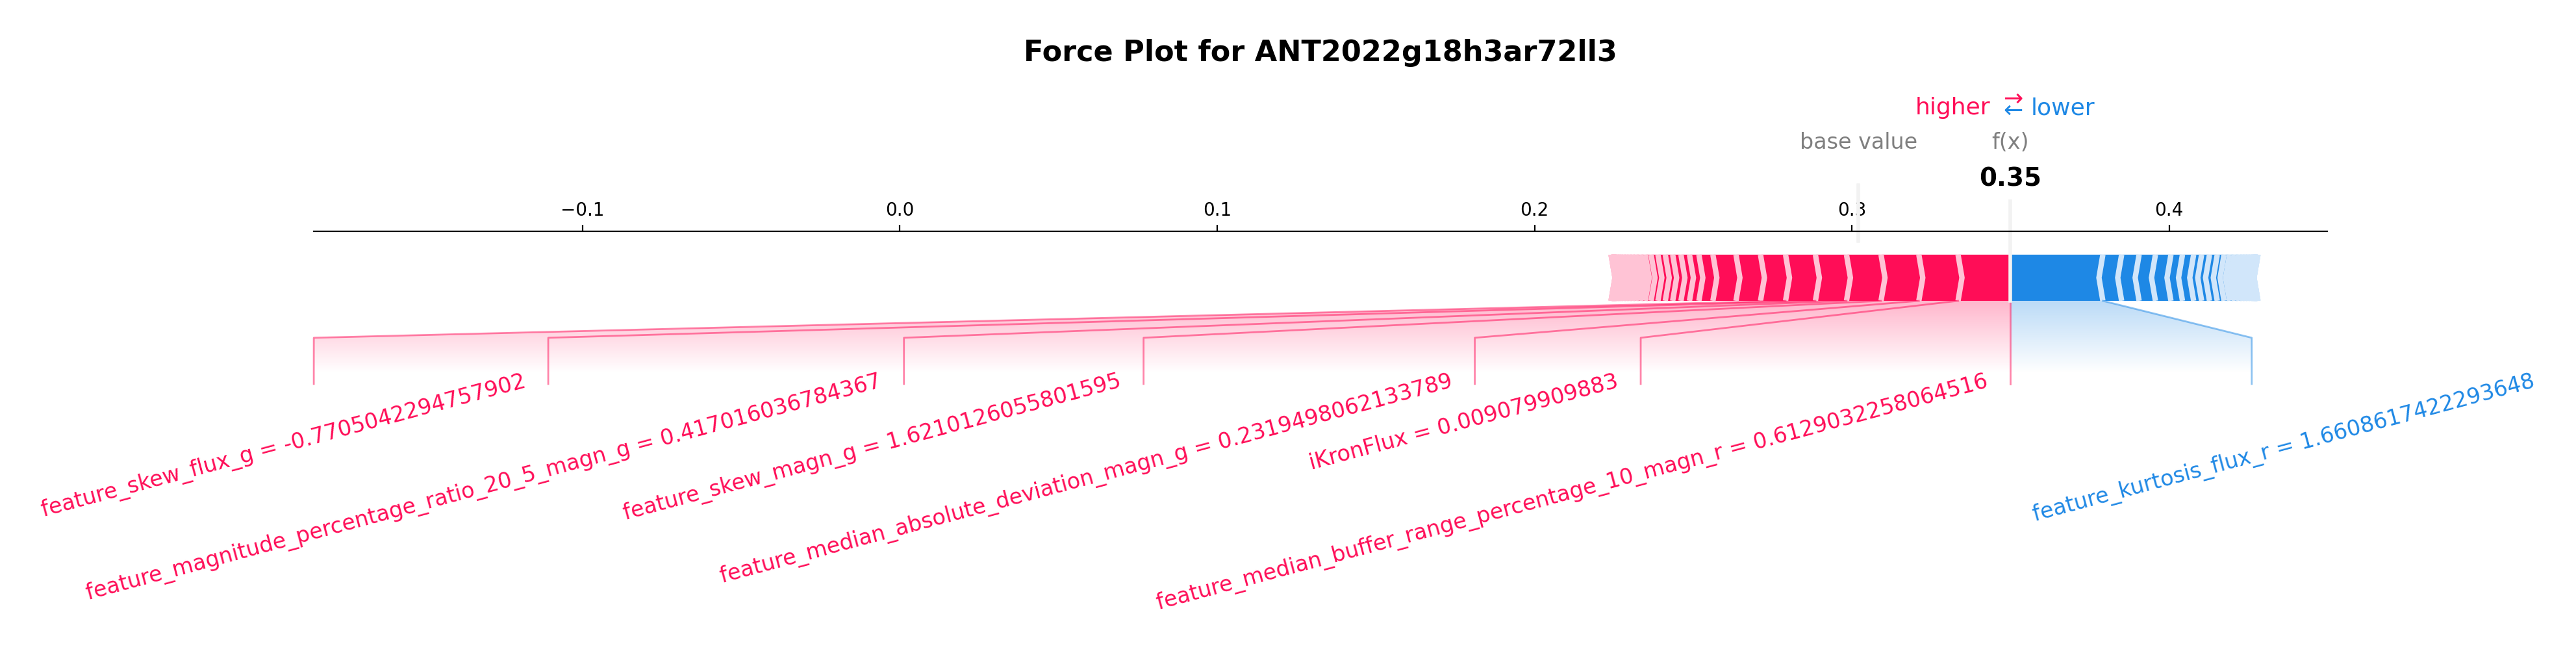 Force Plot for ANT2022g18h3ar72ll3
higher ⇄ lower
base value f(x)
0.35
−0.1 0.0 0.1 0.2 0.3 0.4
feature_skew_flux_g = -0.7705042294757902
feature_magnitude_percentage_ratio_20_5_magn_g = 0.417016036784367
feature_skew_magn_g = 1.6210126055801595
feature_median_absolute_deviation_magn_g = 0.2319498062133789
iKronFlux = 0.009079909883
feature_median_buffer_range_percentage_10_magn_r = 0.6129032258064516
feature_kurtosis_flux_r = 1.6608617422293648